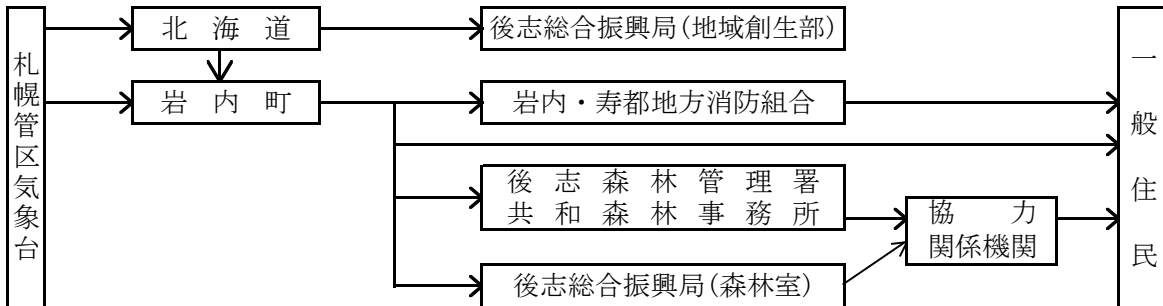 札幌管区気象台
北海道
後志総合振興局(地域創生部)
岩内町
岩内・寿都地方消防組合
後志森林管理署
共和森林事務所
協力
関係機関
後志総合振興局(森林室)
一般住民